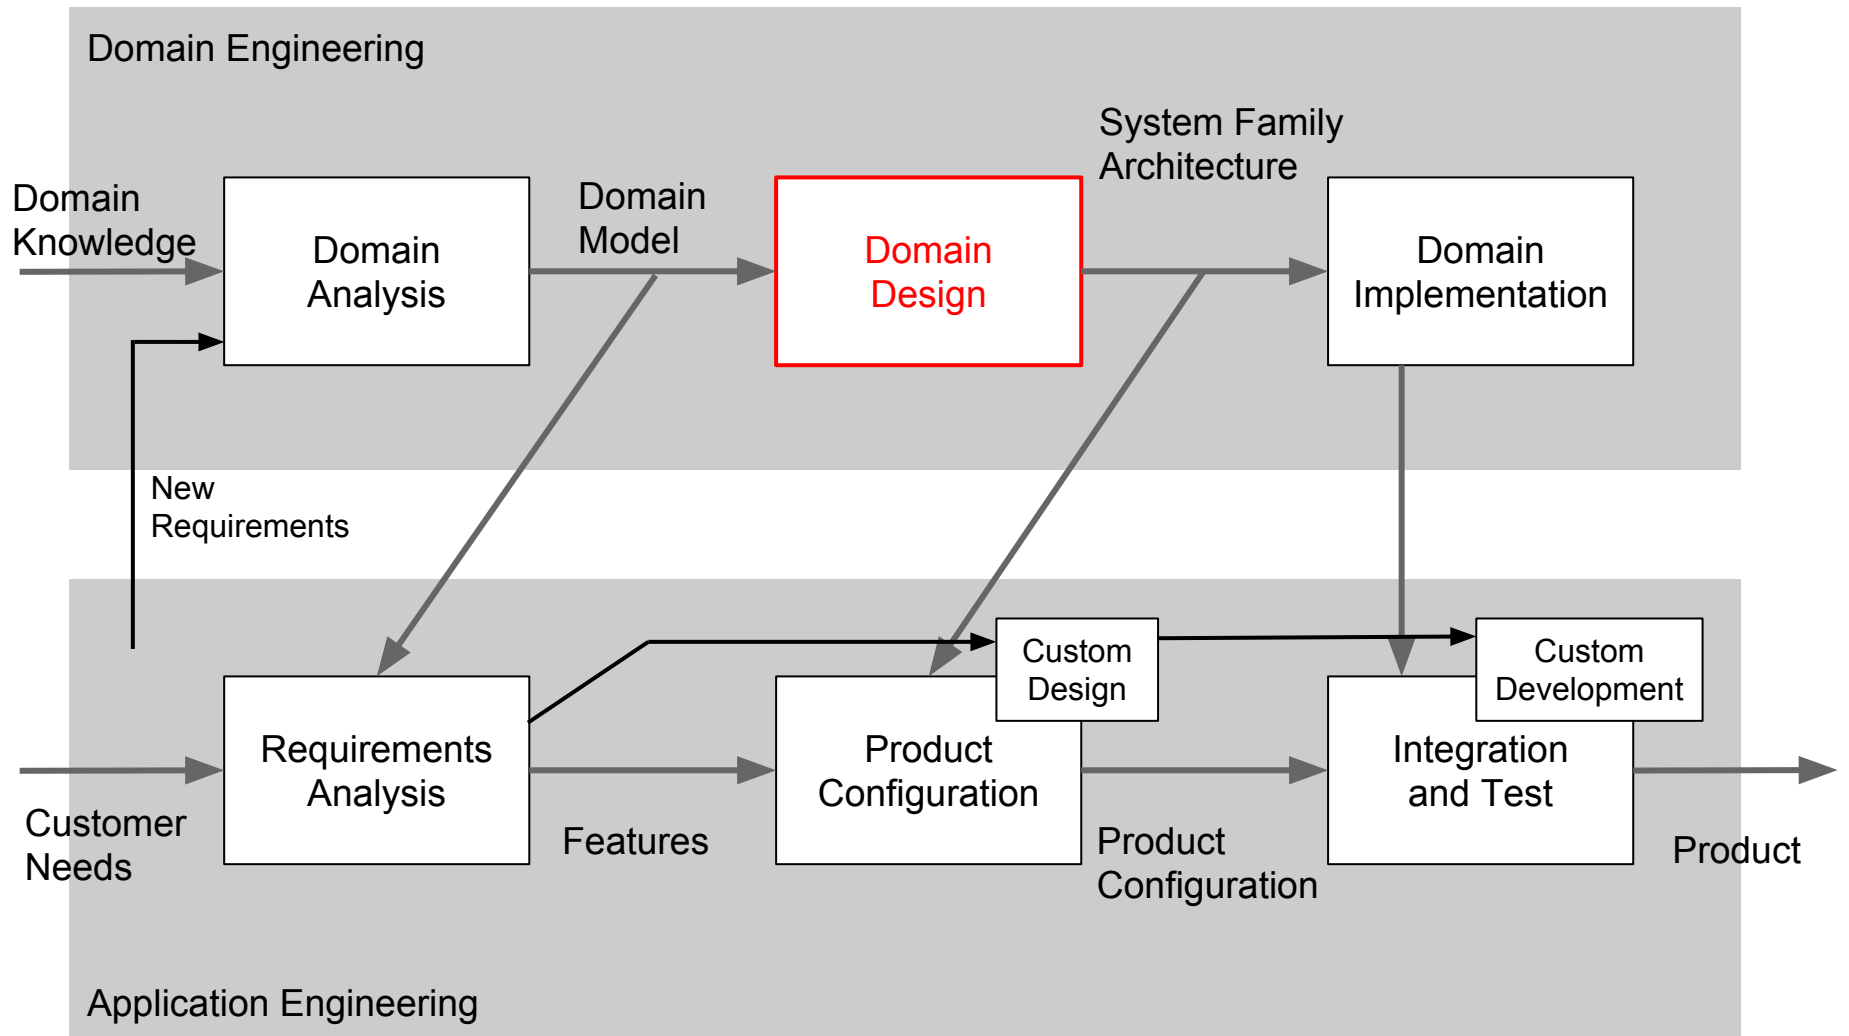 Domain Engineering
System Family
Architecture
Domain
Knowledge
Domain
Analysis
Domain
Model
Domain
Design
Domain
Implementation
New
Requirements
Custom
Design
Custom
Development
Requirements
Analysis
Product
Configuration
Integration
and Test
Customer
Needs
Features
Product
Configuration
Product
Application Engineering